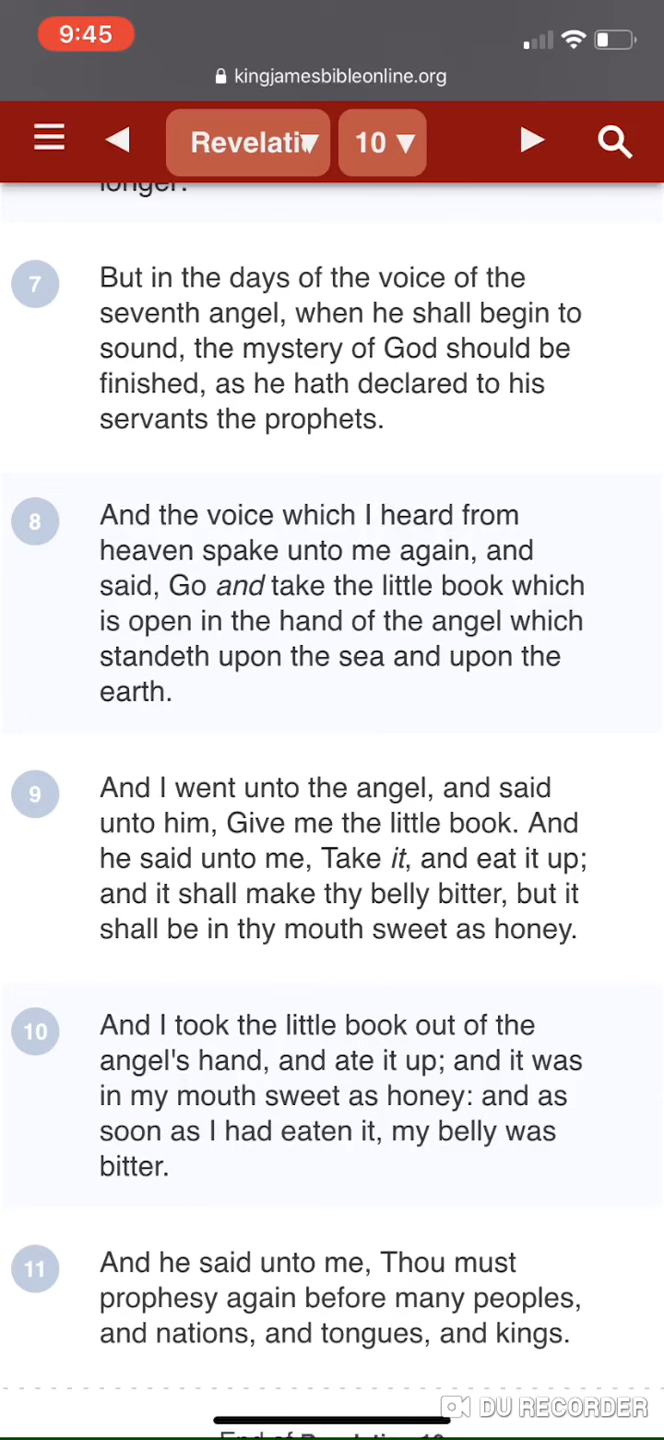 9:45
kingjamesbibleonline.org
Revelati
10
longer.
7
But in the days of the voice of the
seventh angel, when he shall begin to
sound, the mystery of God should be
finished, as he hath declared to his
servants the prophets.
8
And the voice which I heard from
heaven spake unto me again, and
said, Go and take the little book which
is open in the hand of the angel which
standeth upon the sea and upon the
earth.
9
And I went unto the angel, and said
unto him, Give me the little book. And
he said unto me, Take it, and eat it up;
and it shall make thy belly bitter, but it
shall be in thy mouth sweet as honey.
10
And I took the little book out of the
angel's hand, and ate it up; and it was
in my mouth sweet as honey: and as
soon as I had eaten it, my belly was
bitter.
11
And he said unto me, Thou must
prophesy again before many peoples,
and nations, and tongues, and kings.
DU RECORDER
End of Revelation 10